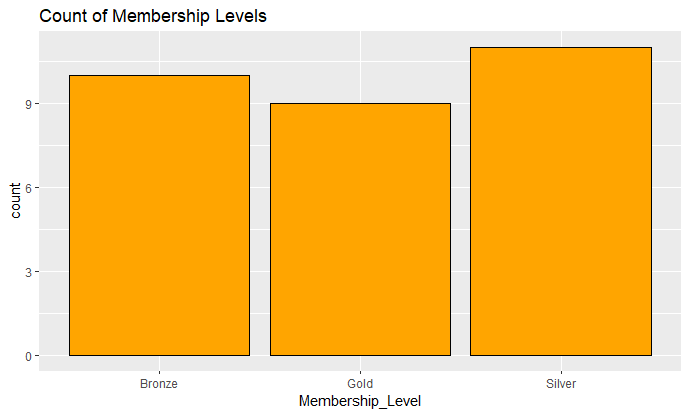 Count of Membership Levels
count
9
6
3
0
Bronze Gold Silver
Membership_Level